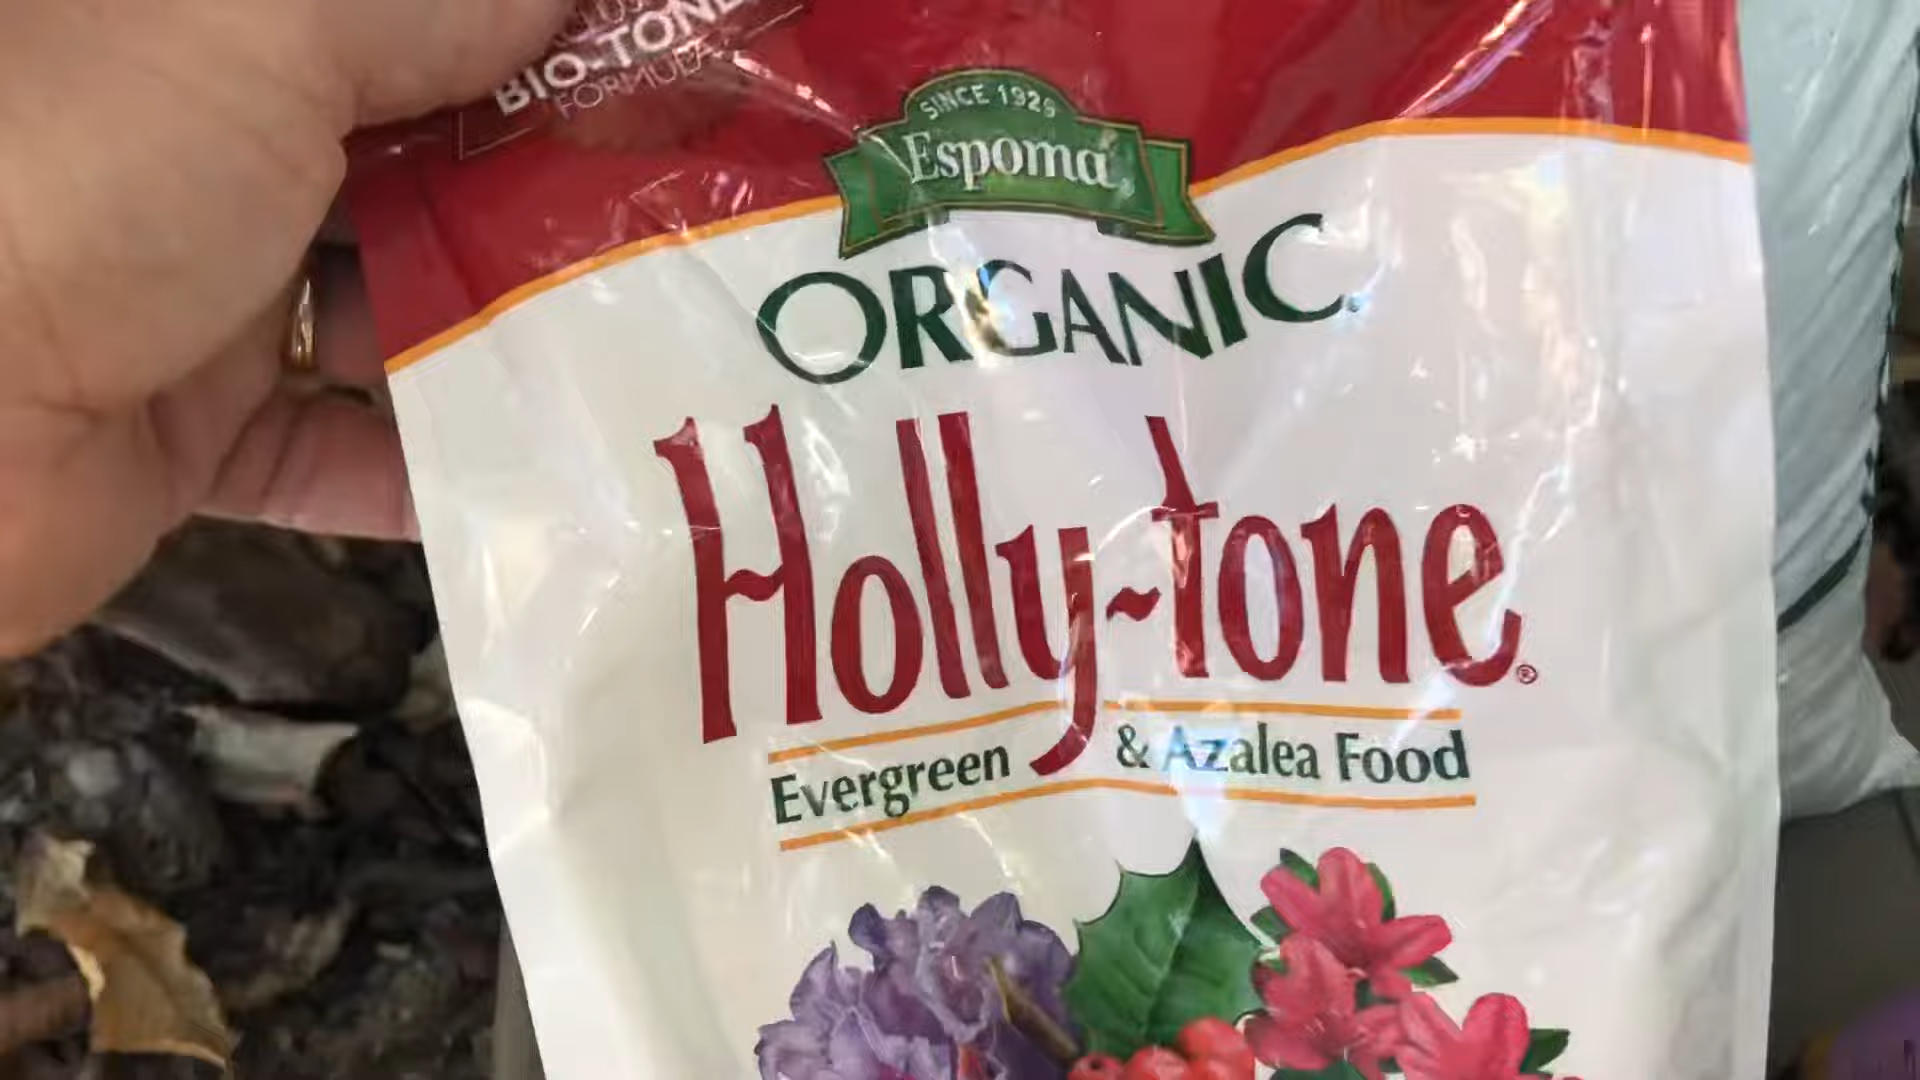 BIO-TONE
FORMULA
SINCE 1929
Espoma®
ORGANIC®
Holly-tone®
Evergreen & Azalea Food